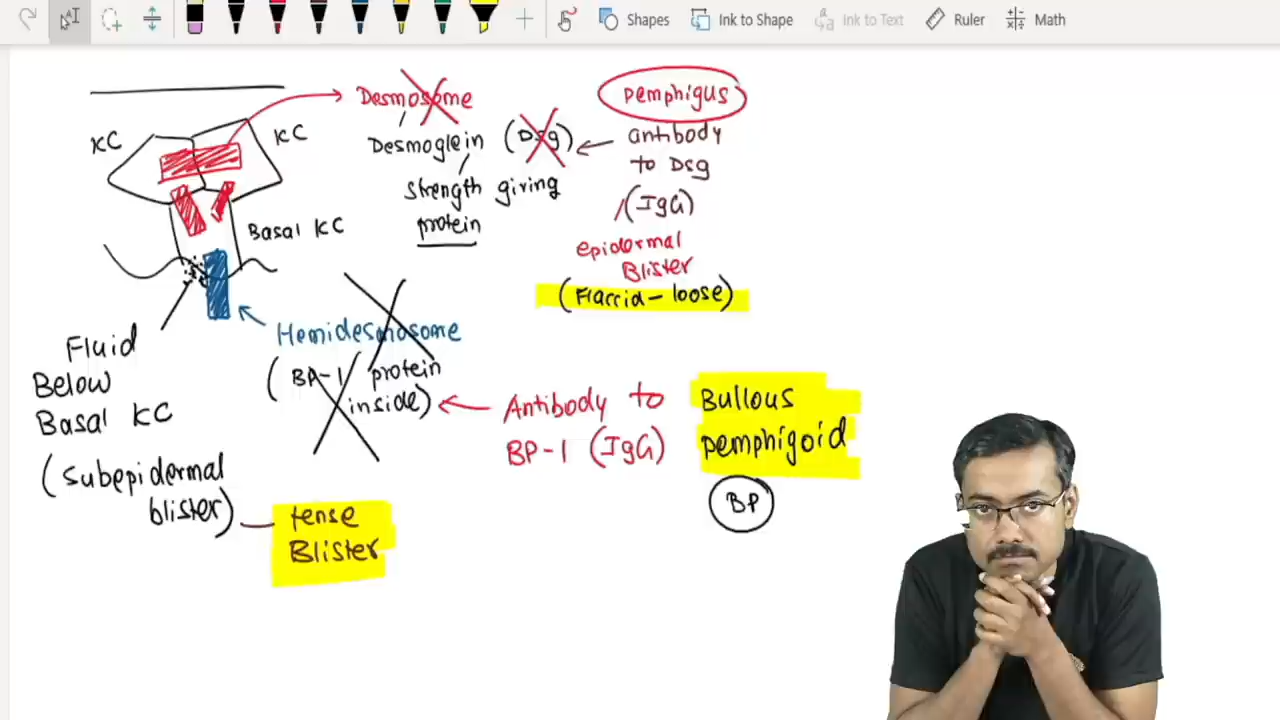 Shapes
Ink to Shape
Ink to Text
Ruler
Math
Desmosome
Desmoglein (Dsg)
strength giving
protein
Pemphigus
antibody
to Dsg
(IgG)
epidermal
Blister
(Flaccid - loose)
KC
KC
Basal KC
Hemidesmosome
(BP-1 protein
inside)
Antibody to
BP-1 (IgG)
Bullous
pemphigoid
BP
Fluid
Below
Basal KC
(Subepidermal
blister)
tense
Blister